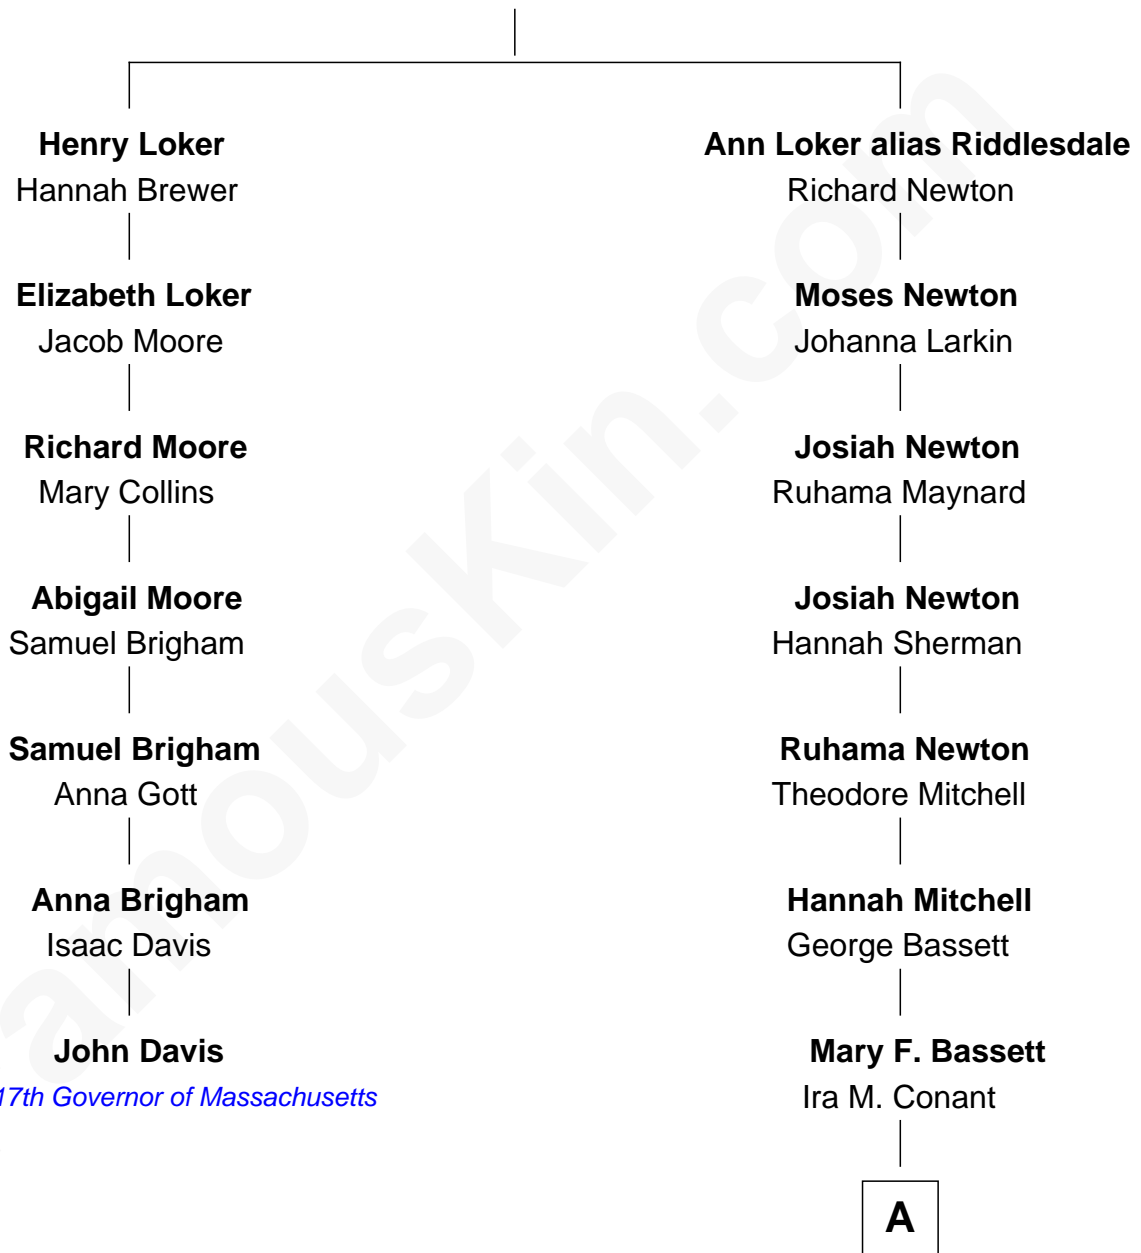 Henry Loker
Hannah Brewer
Elizabeth Loker
Jacob Moore
Richard Moore
Mary Collins
Abigail Moore
Samuel Brigham
Samuel Brigham
Anna Gott
Anna Brigham
Isaac Davis
John Davis
17th Governor of Massachusetts
Ann Loker alias Riddlesdale
Richard Newton
Moses Newton
Johanna Larkin
Josiah Newton
Ruhama Maynard
Josiah Newton
Hannah Sherman
Ruhama Newton
Theodore Mitchell
Hannah Mitchell
George Bassett
Mary F. Bassett
Ira M. Conant
A
amouskin.com